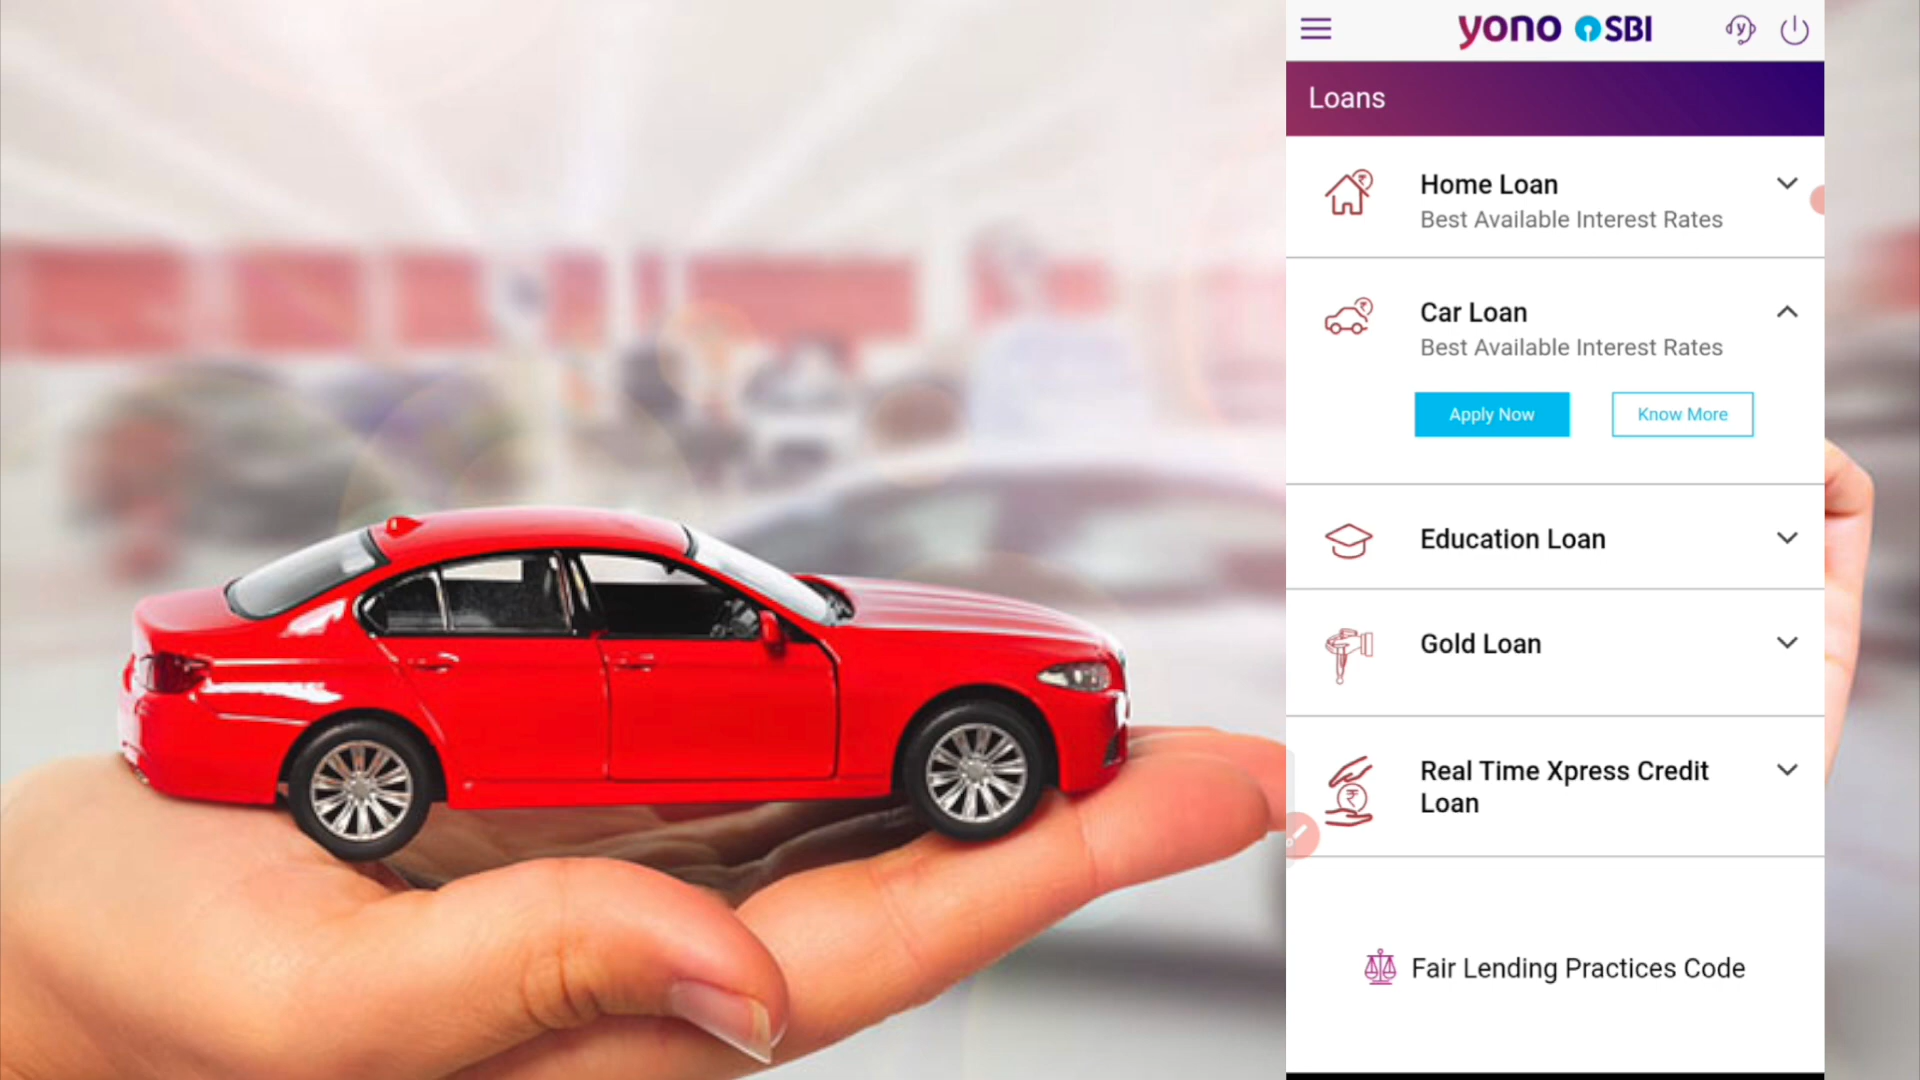 yono SBI
Loans
Home Loan
Best Available Interest Rates
Car Loan
Best Available Interest Rates
Apply Now
Know More
Education Loan
Gold Loan
Real Time Xpress Credit
Loan
Fair Lending Practices Code